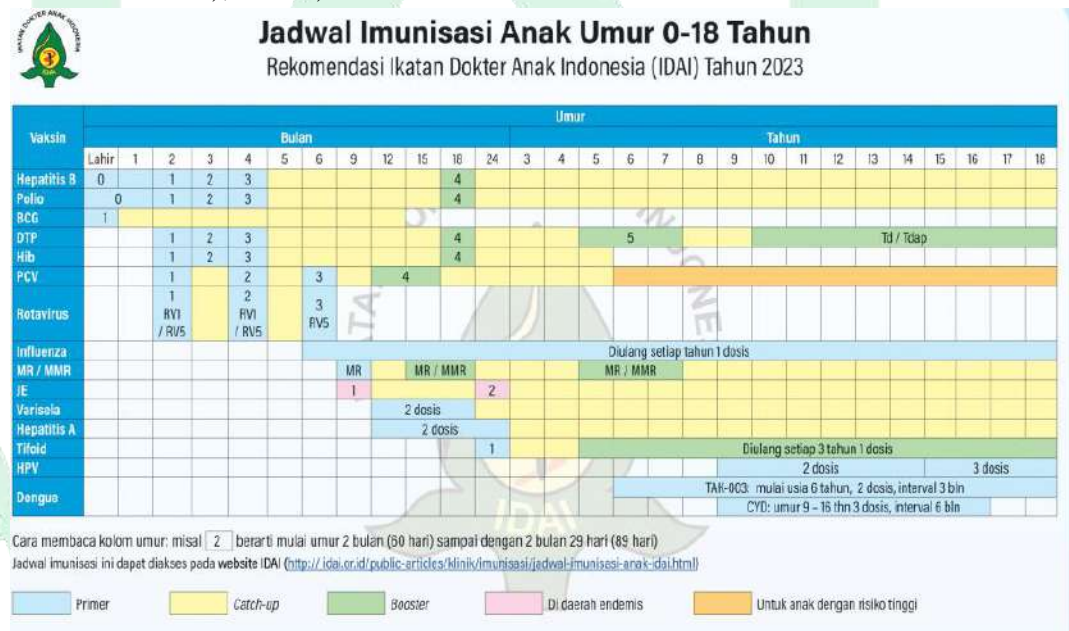 IKATAN DOKTER ANAK INDONESIA
IDAI
Jadwal Imunisasi Anak Umur 0-18 Tahun
Rekomendasi Ikatan Dokter Anak Indonesia (IDAI) Tahun 2023
Vaksin
Umur
Bulan Tahun
Lahir 1 2 3 4 5 6 9 12 15 18 24 3 4 5 6 7 8 9 10 11 12 13 14 15 16 17 18
Hepatitis B 0 1 2 3 4
Polio 0 1 2 3 4
BCG 1
DTP 1 2 3 4 5 Td / Tdap
Hib 1 2 3 4
PCV 1 2 3 4
Rotavirus
1 RV1 / RV5
2 RV1 / RV5
3 RV5
Influenza Diulang setiap tahun 1 dosis
MR / MMR MR MR / MMR MR / MMR
JE 1 2
Varisela 2 dosis
Hepatitis A 2 dosis
Tifoid 1 Diulang setiap 3 tahun 1 dosis
HPV 2 dosis 3 dosis
Dengue
TAK-003: mulai usia 6 tahun, 2 dosis, interval 3 bln
CYD: umur 9 – 16 thn 3 dosis, interval 6 bln
IDAI
Cara membaca kolom umur: misal 2 berarti mulai umur 2 bulan (60 hari) sampai dengan 2 bulan 29 hari (89 hari)
Jadwal imunisasi ini dapat diakses pada website IDAI (http://idai.or.id/public-articles/klinik/imunisasi/jadwal-imunisasi-anak-idai.html)
Primer Catch-up Booster Di daerah endemis Untuk anak dengan risiko tinggi